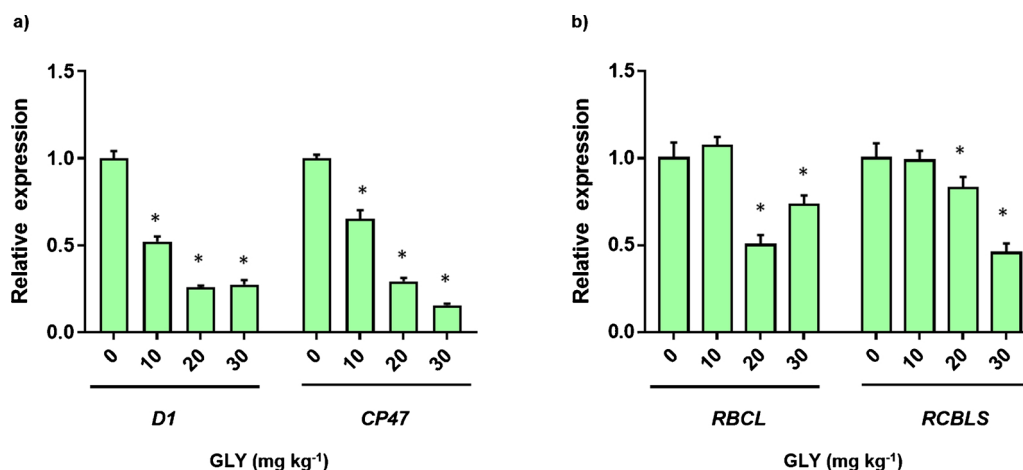 a)
1.5
1.0
0.5
0.0
Relative expression
* * *
* * *
0 10 20 30
0 10 20 30
D1 CP47
GLY (mg kg⁻¹)
b)
1.5
1.0
0.5
0.0
Relative expression
* *
* *
0 10 20 30
0 10 20 30
RBCL RCBLS
GLY (mg kg⁻¹)